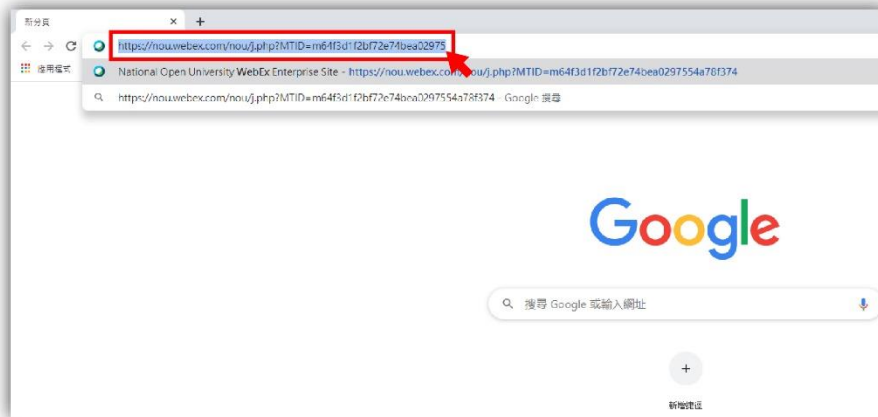 新分頁
https://nou.webex.com/nou/j.php?MTID=m64f3d1f2bf72e74bea02975
應用程式
National Open University WebEx Enterprise Site - https://nou.webex.com/nou/j.php?MTID=m64f3d1f2bf72e74bea0297554a78f374
https://nou.webex.com/nou/j.php?MTID=m64f3d1f2bf72e74bea0297554a78f374 - Google 搜尋
Google
搜尋 Google 或輸入網址
新增捷徑